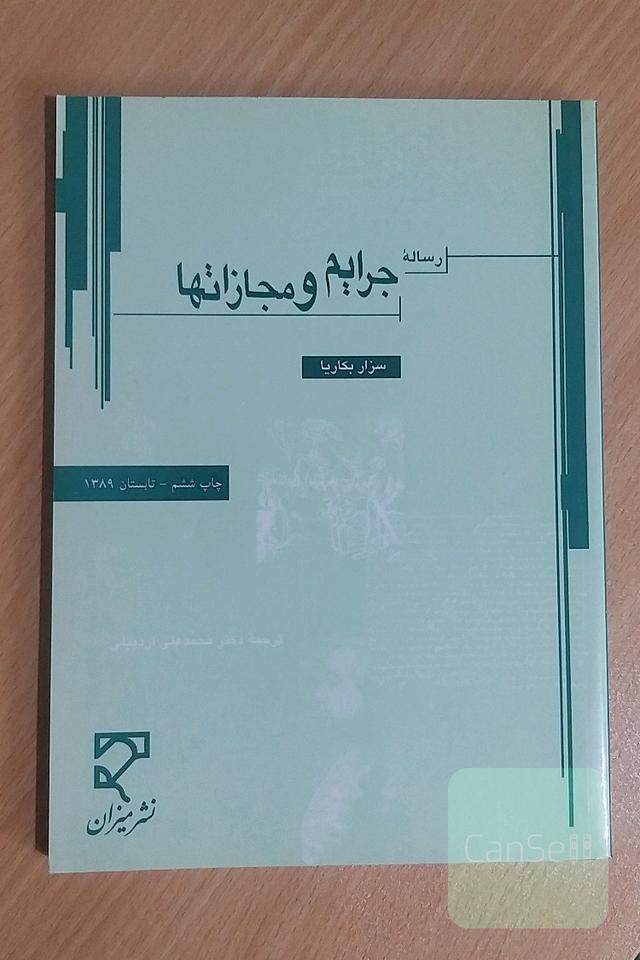 رسالهٔ
جرایم و مجازاتها
سزار بکاریا
چاپ ششم - تابستان ۱۳۸۹
ترجمهٔ دکتر محمدعلی اردبیلی
نشر میزان
CanSell